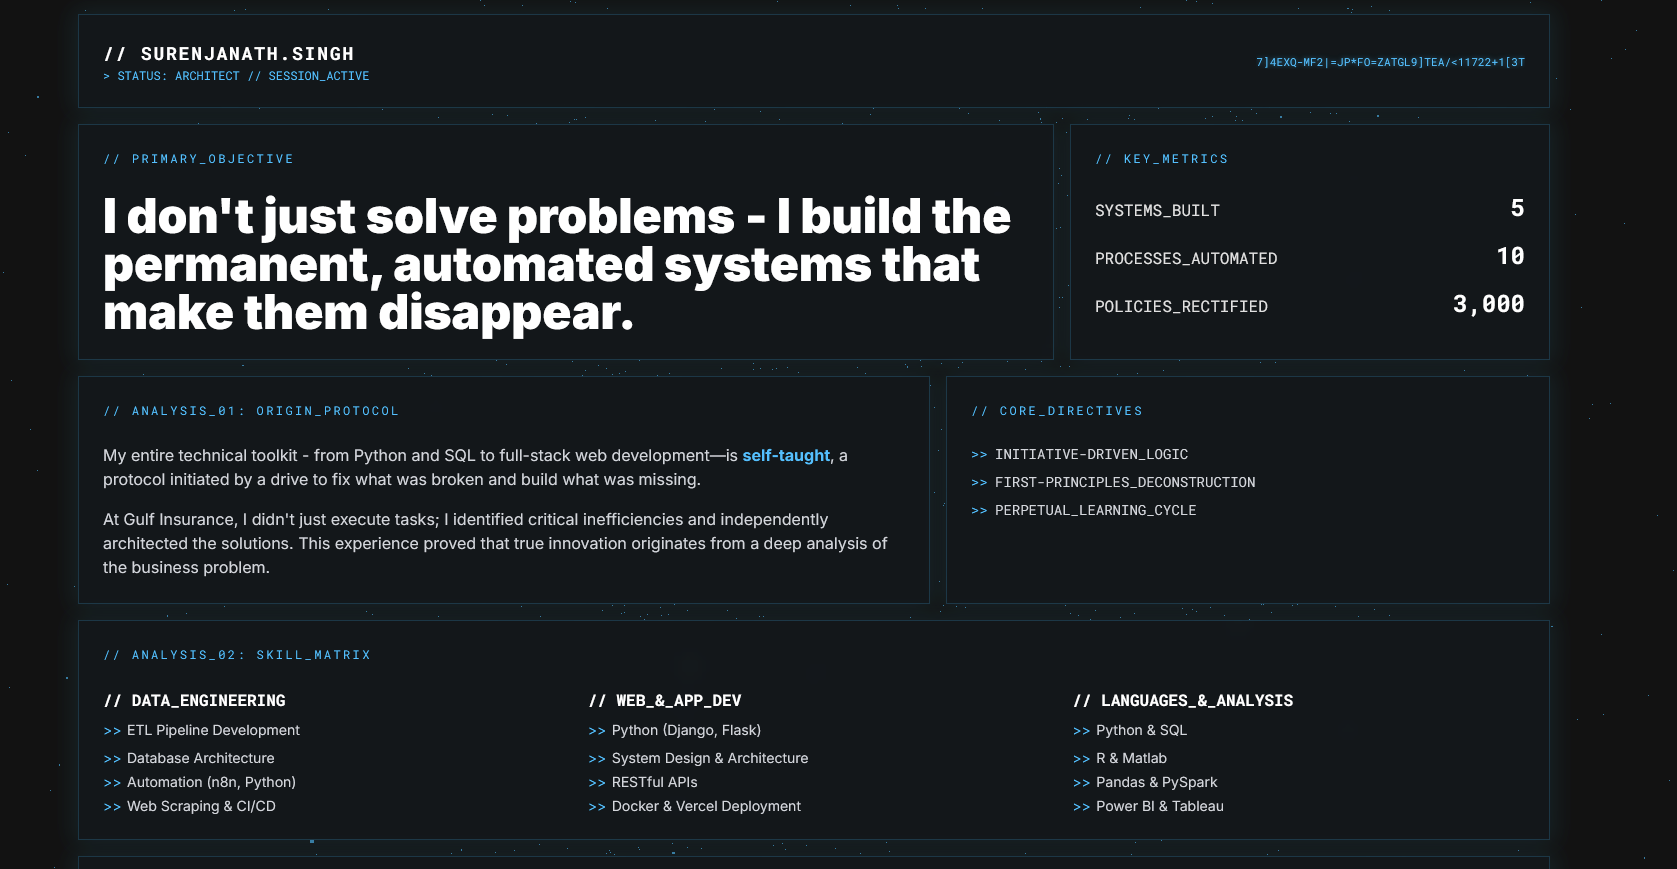 // SURENJANATH.SINGH
> STATUS: ARCHITECT // SESSION_ACTIVE
7]4EXQ-MF2|=JP*FO=ZATGL9]TEA/<11722+1[3T
// PRIMARY_OBJECTIVE
I don't just solve problems - I build the
permanent, automated systems that
make them disappear.
// KEY_METRICS
SYSTEMS_BUILT 5
PROCESSES_AUTOMATED 10
POLICIES_RECTIFIED 3,000
// ANALYSIS_01: ORIGIN_PROTOCOL
My entire technical toolkit - from Python and SQL to full-stack web development—is self-taught, a
protocol initiated by a drive to fix what was broken and build what was missing.
At Gulf Insurance, I didn't just execute tasks; I identified critical inefficiencies and independently
architected the solutions. This experience proved that true innovation originates from a deep analysis of
the business problem.
// CORE_DIRECTIVES
>> INITIATIVE-DRIVEN_LOGIC
>> FIRST-PRINCIPLES_DECONSTRUCTION
>> PERPETUAL_LEARNING_CYCLE
// ANALYSIS_02: SKILL_MATRIX
// DATA_ENGINEERING
>> ETL Pipeline Development
>> Database Architecture
>> Automation (n8n, Python)
>> Web Scraping & CI/CD
// WEB_&_APP_DEV
>> Python (Django, Flask)
>> System Design & Architecture
>> RESTful APIs
>> Docker & Vercel Deployment
// LANGUAGES_&_ANALYSIS
>> Python & SQL
>> R & Matlab
>> Pandas & PySpark
>> Power BI & Tableau